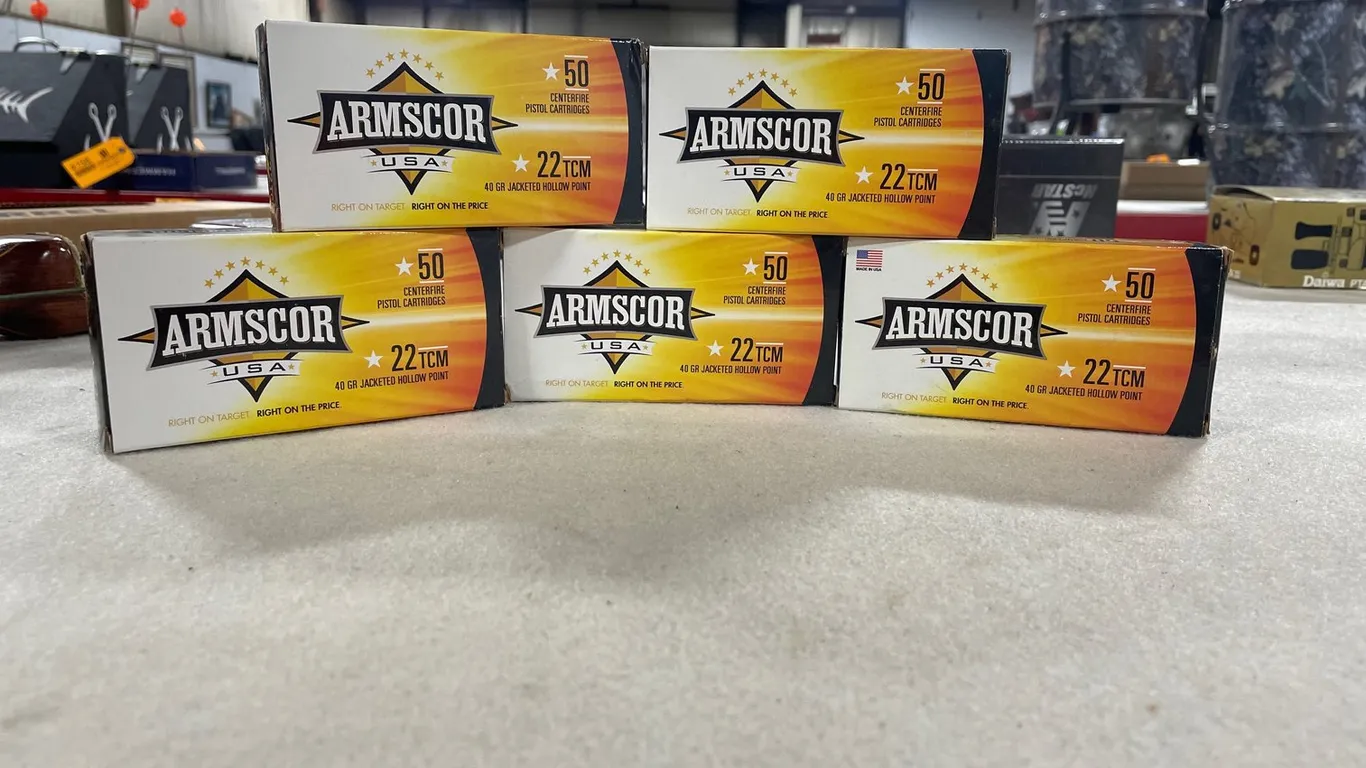 ★ 50
CENTERFIRE
PISTOL CARTRIDGES
ARMSCOR
USA
★ 22TCM
40 GR JACKETED HOLLOW POINT
RIGHT ON TARGET. RIGHT ON THE PRICE.
★ 50
CENTERFIRE
PISTOL CARTRIDGES
ARMSCOR
USA
★ 22TCM
40 GR JACKETED HOLLOW POINT
RIGHT ON TARGET. RIGHT ON THE PRICE.
★ 50
CENTERFIRE
PISTOL CARTRIDGES
ARMSCOR
USA
★ 22TCM
40 GR JACKETED HOLLOW POINT
RIGHT ON TARGET. RIGHT ON THE PRICE.
★ 50
CENTERFIRE
PISTOL CARTRIDGES
ARMSCOR
USA
★ 22TCM
40 GR JACKETED HOLLOW POINT
RIGHT ON TARGET. RIGHT ON THE PRICE.
MADE IN USA
★ 50
CENTERFIRE
PISTOL CARTRIDGES
ARMSCOR
USA
★ 22TCM
40 GR JACKETED HOLLOW POINT
RIGHT ON TARGET. RIGHT ON THE PRICE.
NcSTAR
Daiwa